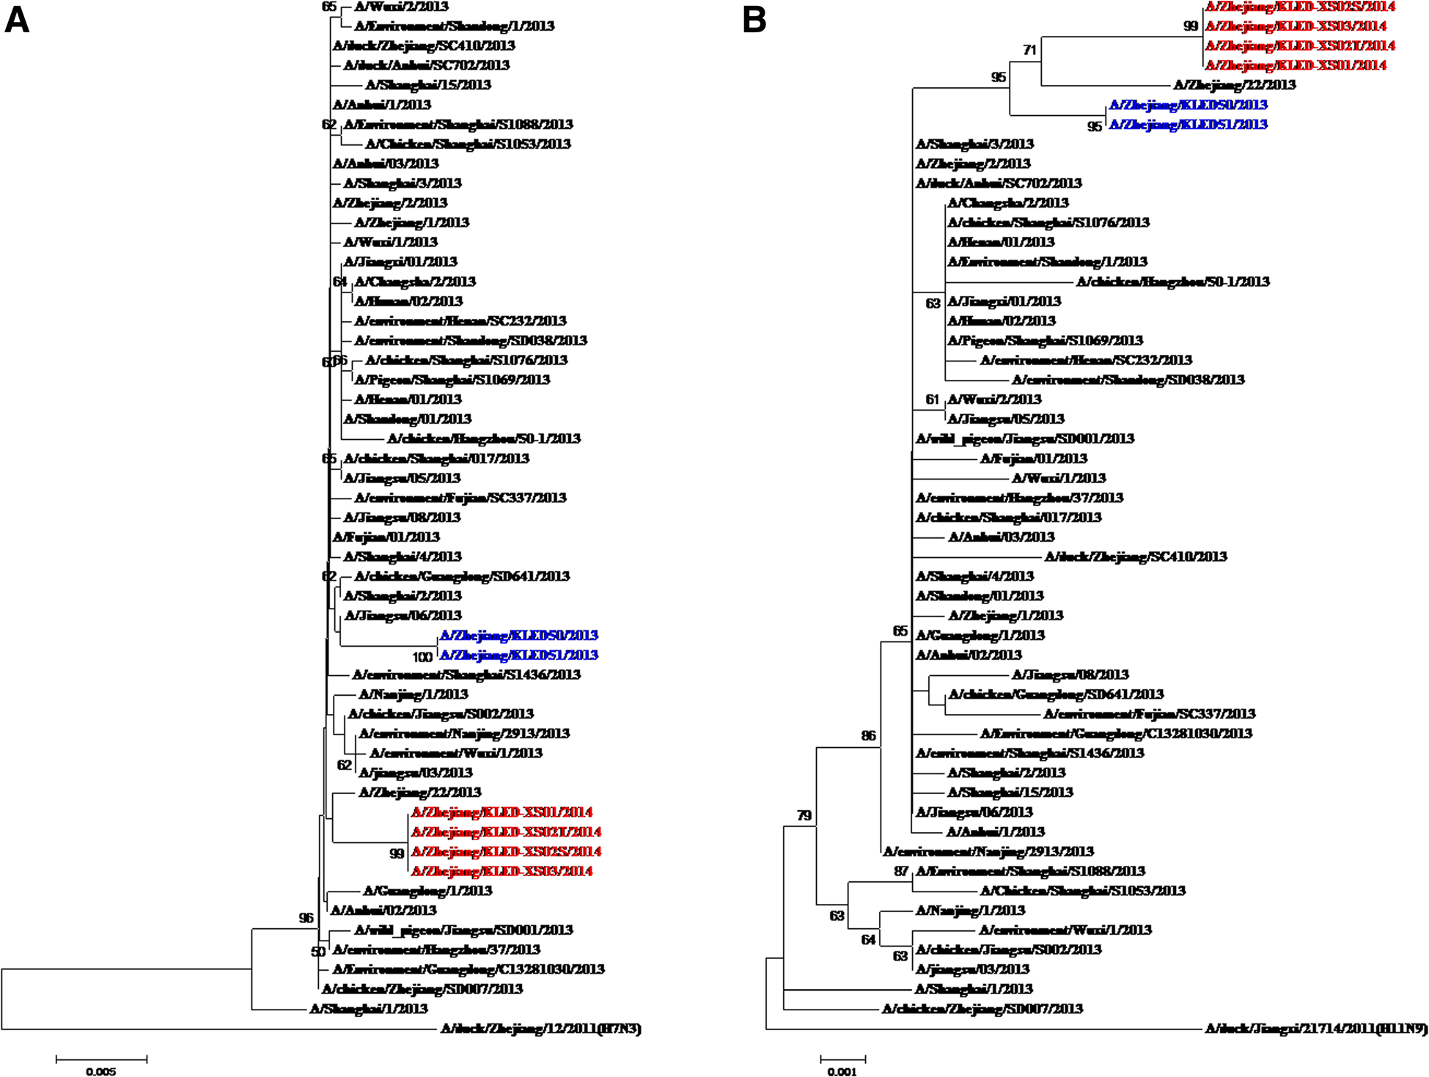 A
65
A/Wuxi/2/2013
A/Environment/Shandong/1/2013
A/duck/Zhejiang/SC410/2013
A/duck/Anhui/SC702/2013
A/Shanghai/15/2013
A/Anhui/1/2013
62
A/Environment/Shanghai/S1088/2013
A/Chicken/Shanghai/S1053/2013
A/Anhui/03/2013
A/Shanghai/3/2013
A/Zhejiang/2/2013
A/Zhejiang/1/2013
A/Wuxi/1/2013
A/Jiangxi/01/2013
64
A/Changsha/2/2013
A/Hunan/02/2013
A/environment/Henan/SC232/2013
A/environment/Shandong/SD038/2013
66
A/chicken/Shanghai/S1076/2013
A/Pigeon/Shanghai/S1069/2013
A/Henan/01/2013
A/Shandong/01/2013
A/chicken/Hangzhou/50-1/2013
65
A/chicken/Shanghai/017/2013
A/Jiangsu/05/2013
A/environment/Fujian/SC337/2013
A/Jiangsu/08/2013
A/Fujian/01/2013
A/Shanghai/4/2013
62
A/chicken/Guangdong/SD641/2013
A/Shanghai/2/2013
A/Jiangsu/06/2013
A/Zhejiang/KLED50/2013
100
A/Zhejiang/KLED51/2013
A/environment/Shanghai/S1436/2013
A/Nanjing/1/2013
A/chicken/Jiangsu/S002/2013
A/environment/Nanjing/2913/2013
A/environment/Wuxi/1/2013
62
A/jiangsu/03/2013
A/Zhejiang/22/2013
A/Zhejiang/KLED-XS01/2014
A/Zhejiang/KLED-XS02T/2014
99
A/Zhejiang/KLED-XS02S/2014
A/Zhejiang/KLED-XS03/2014
A/Guangdong/1/2013
A/Anhui/02/2013
96
A/wild_pigeon/Jiangsu/SD001/2013
50
A/environment/Hangzhou/37/2013
A/Environment/Guangdong/C13281030/2013
A/chicken/Zhejiang/SD007/2013
A/Shanghai/1/2013
A/duck/Zhejiang/12/2011(H7N3)
0.005
B
A/Zhejiang/KLED-XS02S/2014
99
A/Zhejiang/KLED-XS03/2014
A/Zhejiang/KLED-XS02T/2014
71
A/Zhejiang/KLED-XS01/2014
95
A/Zhejiang/22/2013
A/Zhejiang/KLED50/2013
95
A/Zhejiang/KLED51/2013
A/Shanghai/3/2013
A/Zhejiang/2/2013
A/duck/Anhui/SC702/2013
A/Changsha/2/2013
A/chicken/Shanghai/S1076/2013
A/Henan/01/2013
A/Environment/Shandong/1/2013
A/chicken/Hangzhou/50-1/2013
63
A/Jiangxi/01/2013
A/Hunan/02/2013
A/Pigeon/Shanghai/S1069/2013
A/environment/Henan/SC232/2013
A/environment/Shandong/SD038/2013
61
A/Wuxi/2/2013
A/Jiangsu/05/2013
A/wild_pigeon/Jiangsu/SD001/2013
A/Fujian/01/2013
A/Wuxi/1/2013
A/environment/Hangzhou/37/2013
A/chicken/Shanghai/017/2013
A/Anhui/03/2013
A/duck/Zhejiang/SC410/2013
A/Shanghai/4/2013
A/Shandong/01/2013
A/Zhejiang/1/2013
65
A/Guangdong/1/2013
A/Anhui/02/2013
A/Jiangsu/08/2013
A/chicken/Guangdong/SD641/2013
A/environment/Fujian/SC337/2013
86
A/Environment/Guangdong/C13281030/2013
A/environment/Shanghai/S1436/2013
A/Shanghai/2/2013
A/Shanghai/15/2013
79
A/Jiangsu/06/2013
A/Anhui/1/2013
A/environment/Nanjing/2913/2013
87
A/Environment/Shanghai/S1088/2013
A/Chicken/Shanghai/S1053/2013
63
A/Nanjing/1/2013
64
A/environment/Wuxi/1/2013
63
A/chicken/Jiangsu/S002/2013
A/jiangsu/03/2013
A/Shanghai/1/2013
A/chicken/Zhejiang/SD007/2013
A/duck/Jiangxi/21714/2011(H11N9)
0.001